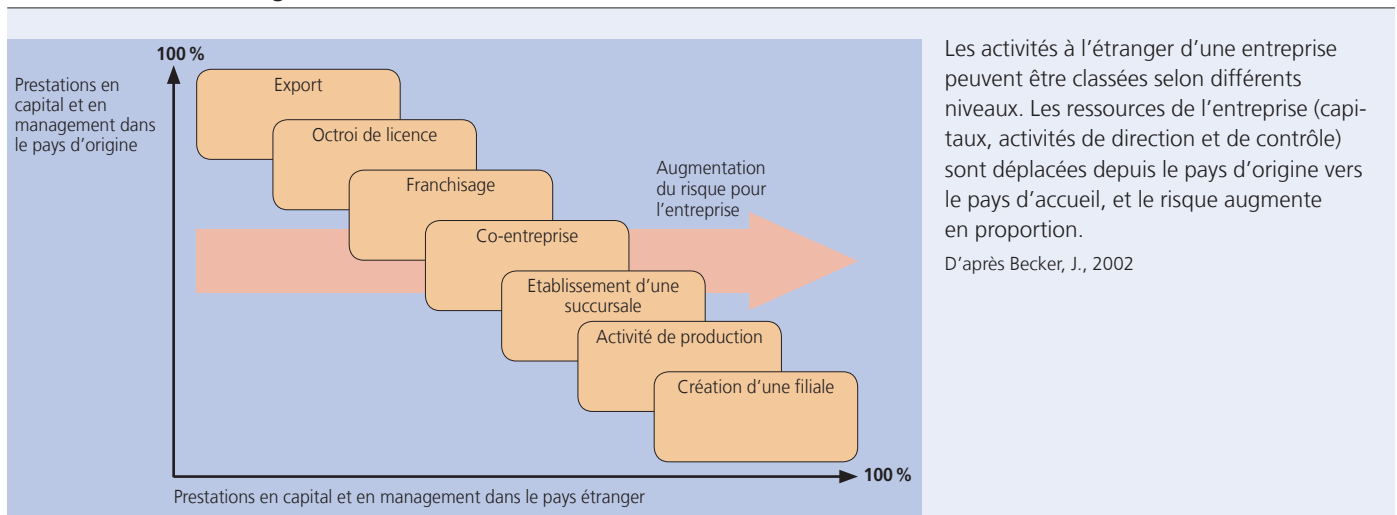 100 %
Prestations en
capital et en
management dans
le pays d'origine
Export
Octroi de licence
Franchisage
Co-entreprise
Etablissement d'une
succursale
Activité de production
Création d'une filiale
Augmentation
du risque pour
l'entreprise
100 %
Prestations en capital et en management dans le pays étranger
Les activités à l'étranger d'une entreprise
peuvent être classées selon différents
niveaux. Les ressources de l'entreprise (capi-
taux, activités de direction et de contrôle)
sont déplacées depuis le pays d'origine vers
le pays d'accueil, et le risque augmente
en proportion.
D'après Becker, J., 2002